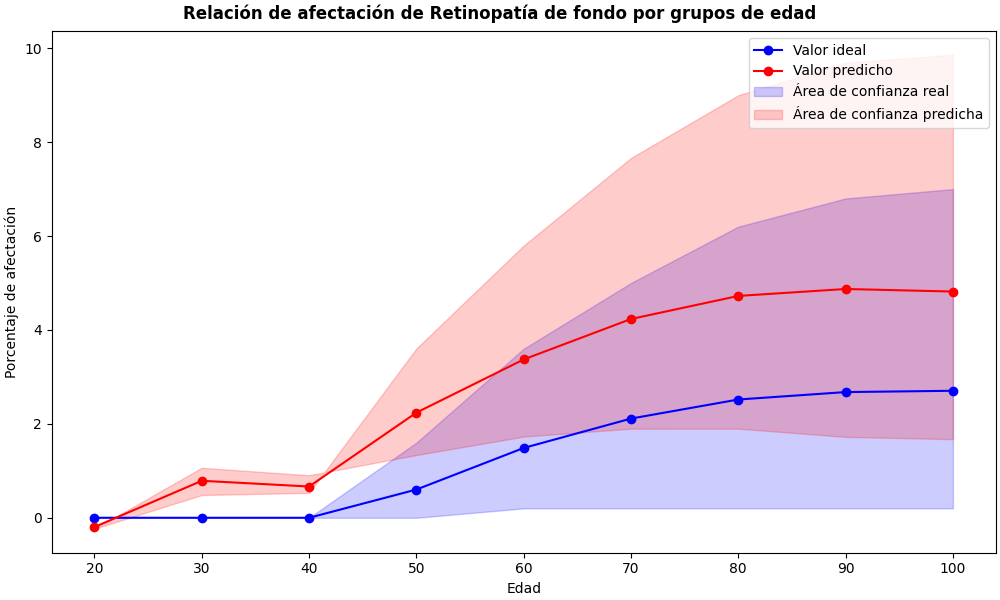 Relación de afectación de Retinopatía de fondo por grupos de edad
Valor ideal
Valor predicho
Área de confianza real
Área de confianza predicha
Porcentaje de afectación
10
8
6
4
2
0
20 30 40 50 60 70 80 90 100
Edad